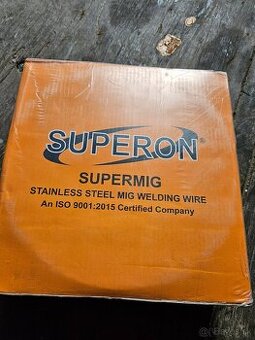 SUPERON®
SUPERMIG
STAINLESS STEEL MIG WELDING WIRE
An ISO 9001:2015 Certified Company